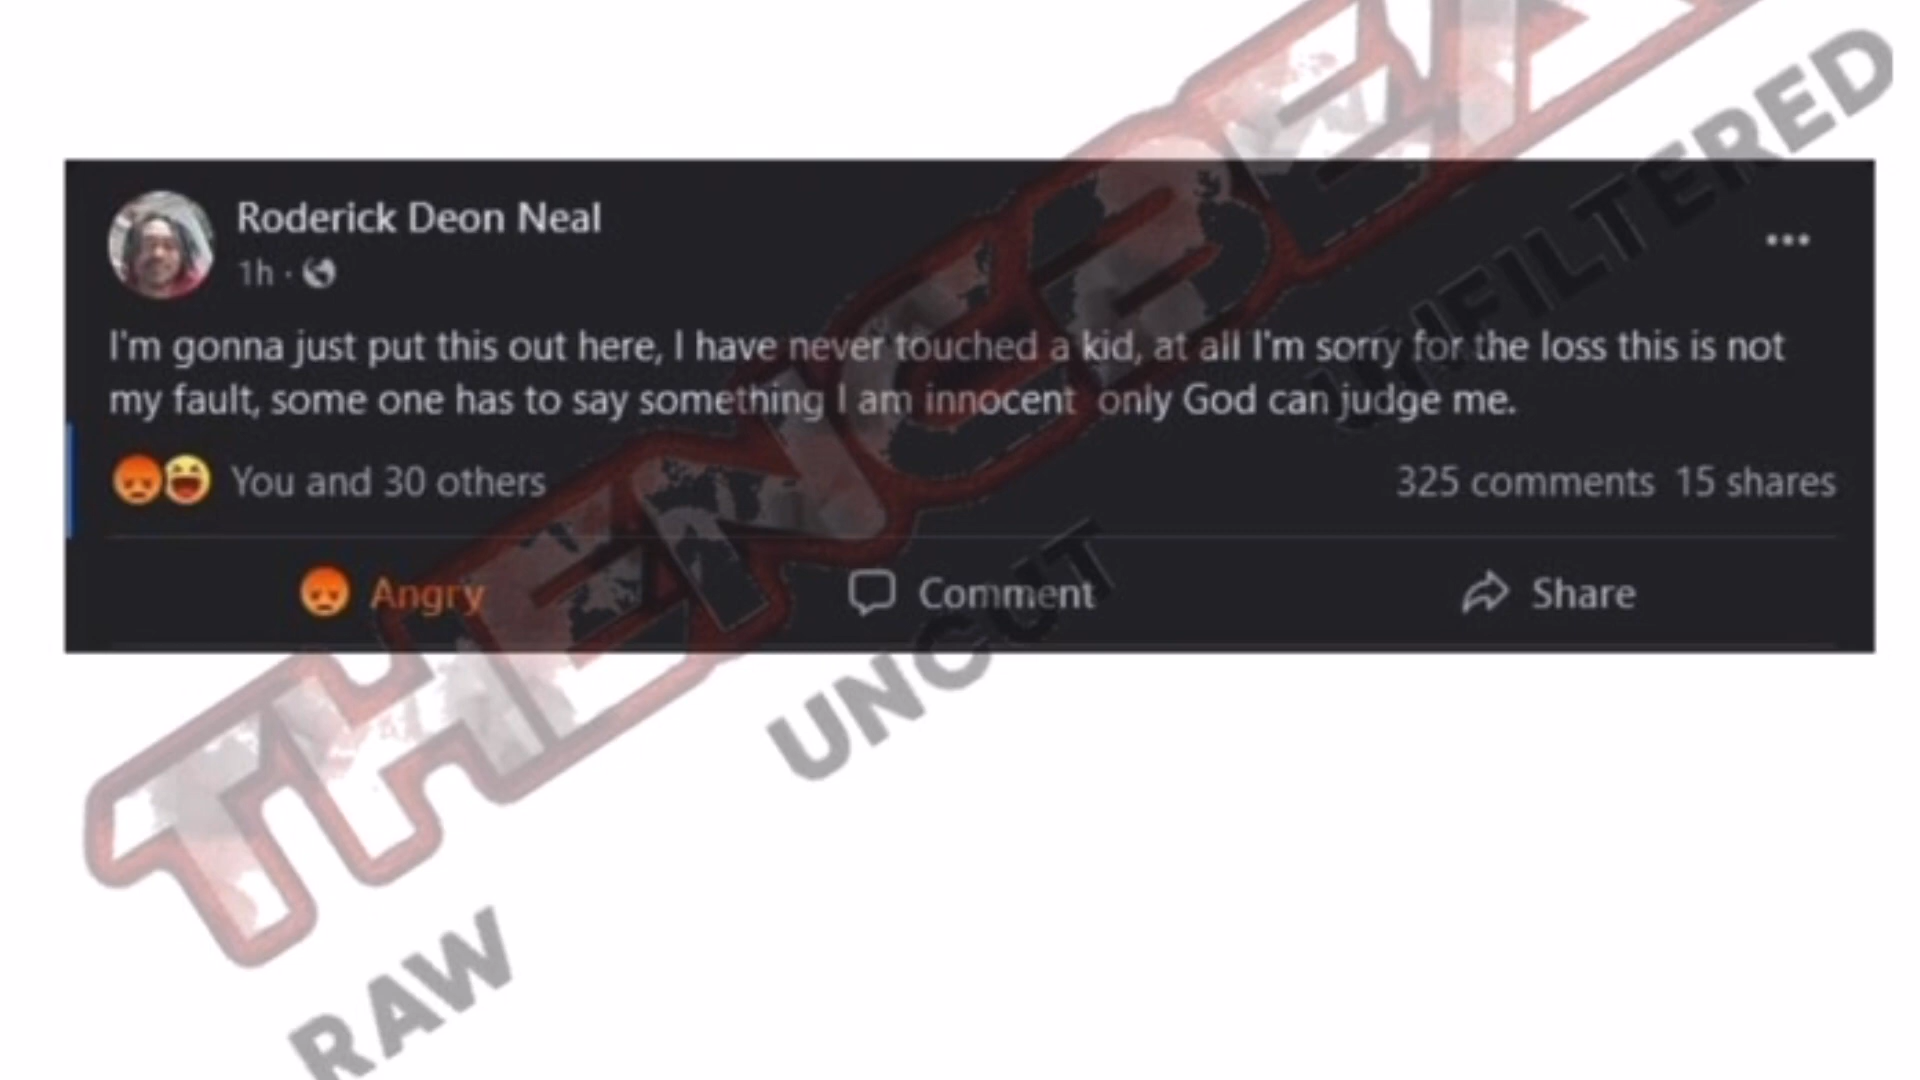 Roderick Deon Neal
1h ·
I'm gonna just put this out here, I have never touched a kid, at all I'm sorry for the loss this is not
my fault, some one has to say something I am innocent  only God can judge me.
You and 30 others
325 comments 15 shares
Angry
Comment
Share
UNFILTERED
UNCUT
RAW